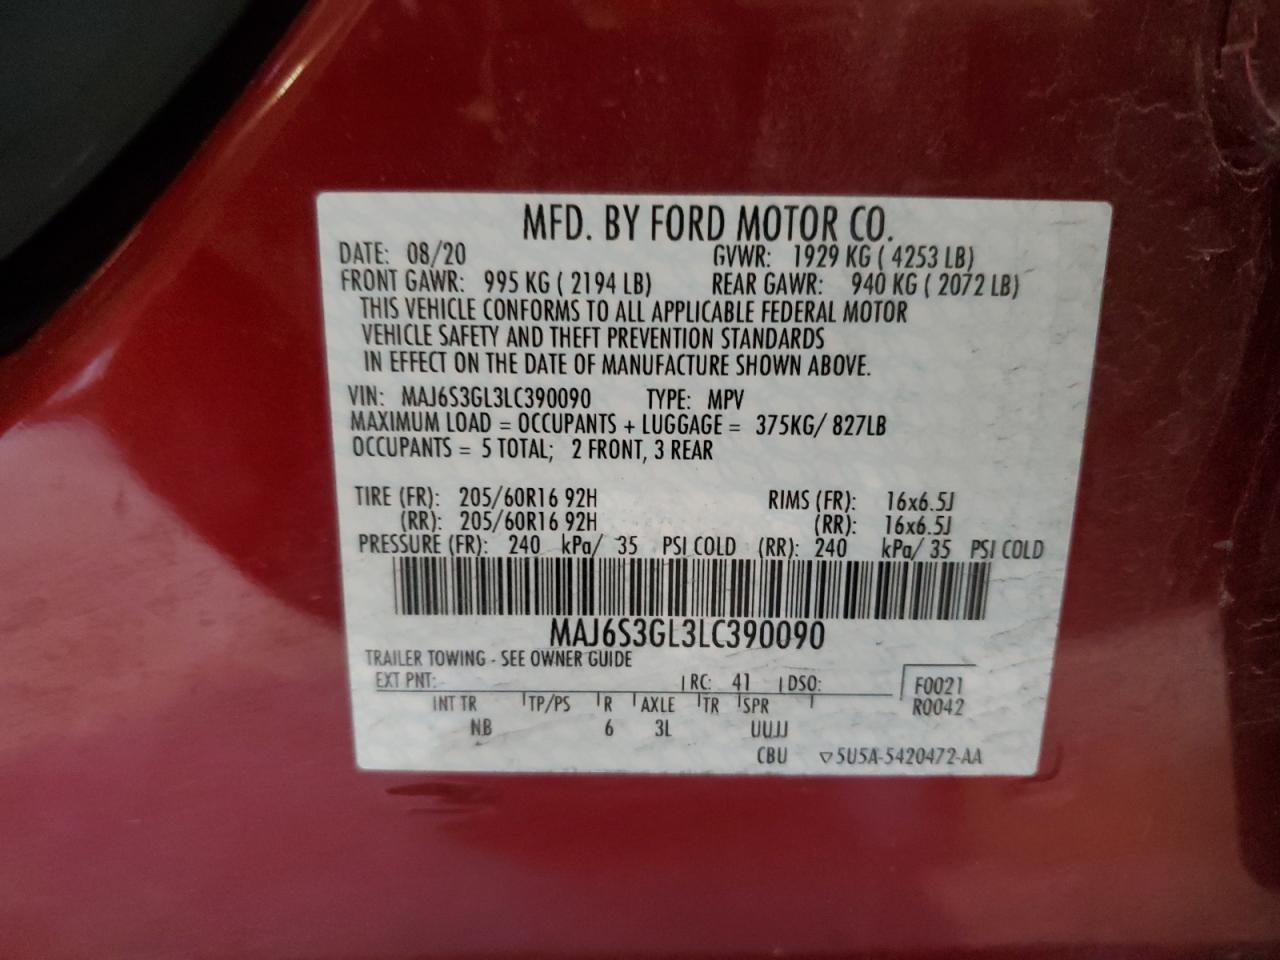 MFD. BY FORD MOTOR CO.
DATE: 08/20 GVWR: 1929 KG ( 4253 LB)
FRONT GAWR: 995 KG ( 2194 LB) REAR GAWR: 940 KG ( 2072 LB)
THIS VEHICLE CONFORMS TO ALL APPLICABLE FEDERAL MOTOR
VEHICLE SAFETY AND THEFT PREVENTION STANDARDS
IN EFFECT ON THE DATE OF MANUFACTURE SHOWN ABOVE.
VIN: MAJ6S3GL3LC390090 TYPE: MPV
MAXIMUM LOAD = OCCUPANTS + LUGGAGE = 375KG/ 827LB
OCCUPANTS = 5 TOTAL; 2 FRONT, 3 REAR
TIRE (FR): 205/60R16 92H RIMS (FR): 16x6.5J
(RR): 205/60R16 92H (RR): 16x6.5J
PRESSURE (FR): 240 kPa/ 35 PSI COLD (RR): 240 kPa/ 35 PSI COLD
MAJ6S3GL3LC390090
TRAILER TOWING - SEE OWNER GUIDE
EXT PNT: RC: 41 DSO: F0021
INT TR TP/PS R AXLE TR SPR R0042
NB 6 3L UUJJ
CBU ▽5U5A-5420472-AA